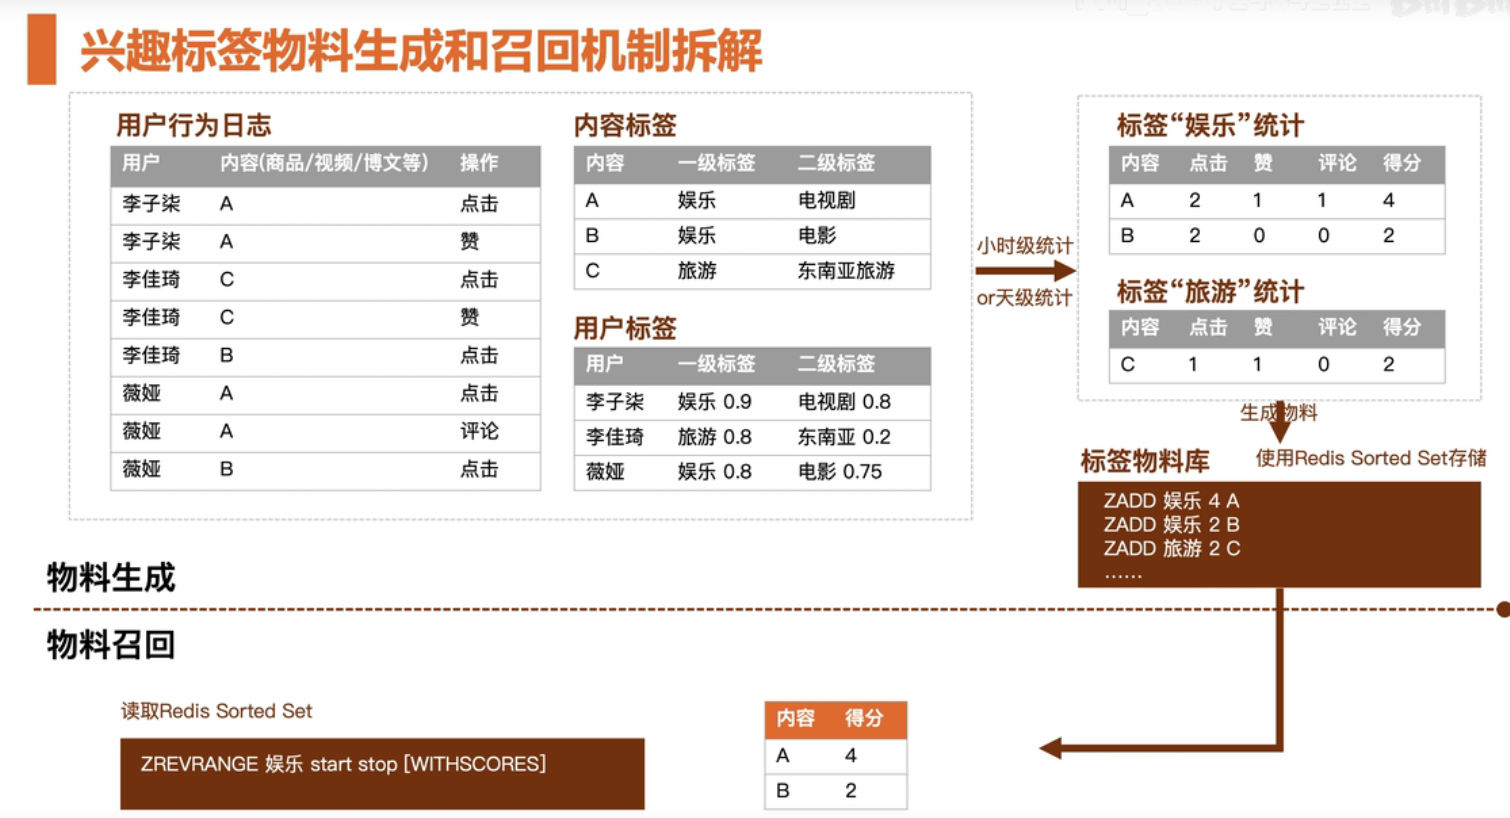 兴趣标签物料生成和召回机制拆解
用户行为日志
用户 内容(商品/视频/博文等) 操作
李子柒 A 点击
李子柒 A 赞
李佳琦 C 点击
李佳琦 C 赞
李佳琦 B 点击
薇娅 A 点击
薇娅 A 评论
薇娅 B 点击
内容标签
内容 一级标签 二级标签
A 娱乐 电视剧
B 娱乐 电影
C 旅游 东南亚旅游
用户标签
用户 一级标签 二级标签
李子柒 娱乐 0.9 电视剧 0.8
李佳琦 旅游 0.8 东南亚 0.2
薇娅 娱乐 0.8 电影 0.75
小时级统计
or天级统计
标签“娱乐”统计
内容 点击 赞 评论 得分
A 2 1 1 4
B 2 0 0 2
标签“旅游”统计
内容 点击 赞 评论 得分
C 1 1 0 2
生成物料
标签物料库 使用Redis Sorted Set存储
ZADD 娱乐 4 A
ZADD 娱乐 2 B
ZADD 旅游 2 C
......
物料生成
物料召回
读取Redis Sorted Set
ZREVRANGE 娱乐 start stop [WITHSCORES]
内容 得分
A 4
B 2